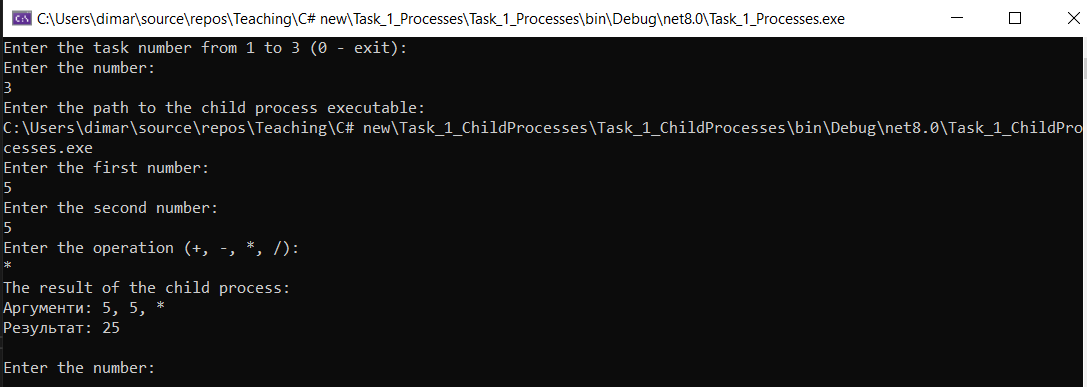 C:\Users\dimar\source\repos\Teaching\C# new\Task_1_Processes\Task_1_Processes\bin\Debug\net8.0\Task_1_Processes.exe
Enter the task number from 1 to 3 (0 - exit):
Enter the number:
3
Enter the path to the child process executable:
C:\Users\dimar\source\repos\Teaching\C# new\Task_1_ChildProcesses\Task_1_ChildProcesses\bin\Debug\net8.0\Task_1_ChildPro
cesses.exe
Enter the first number:
5
Enter the second number:
5
Enter the operation (+, -, *, /):
*
The result of the child process:
Аргументи: 5, 5, *
Результат: 25
Enter the number: